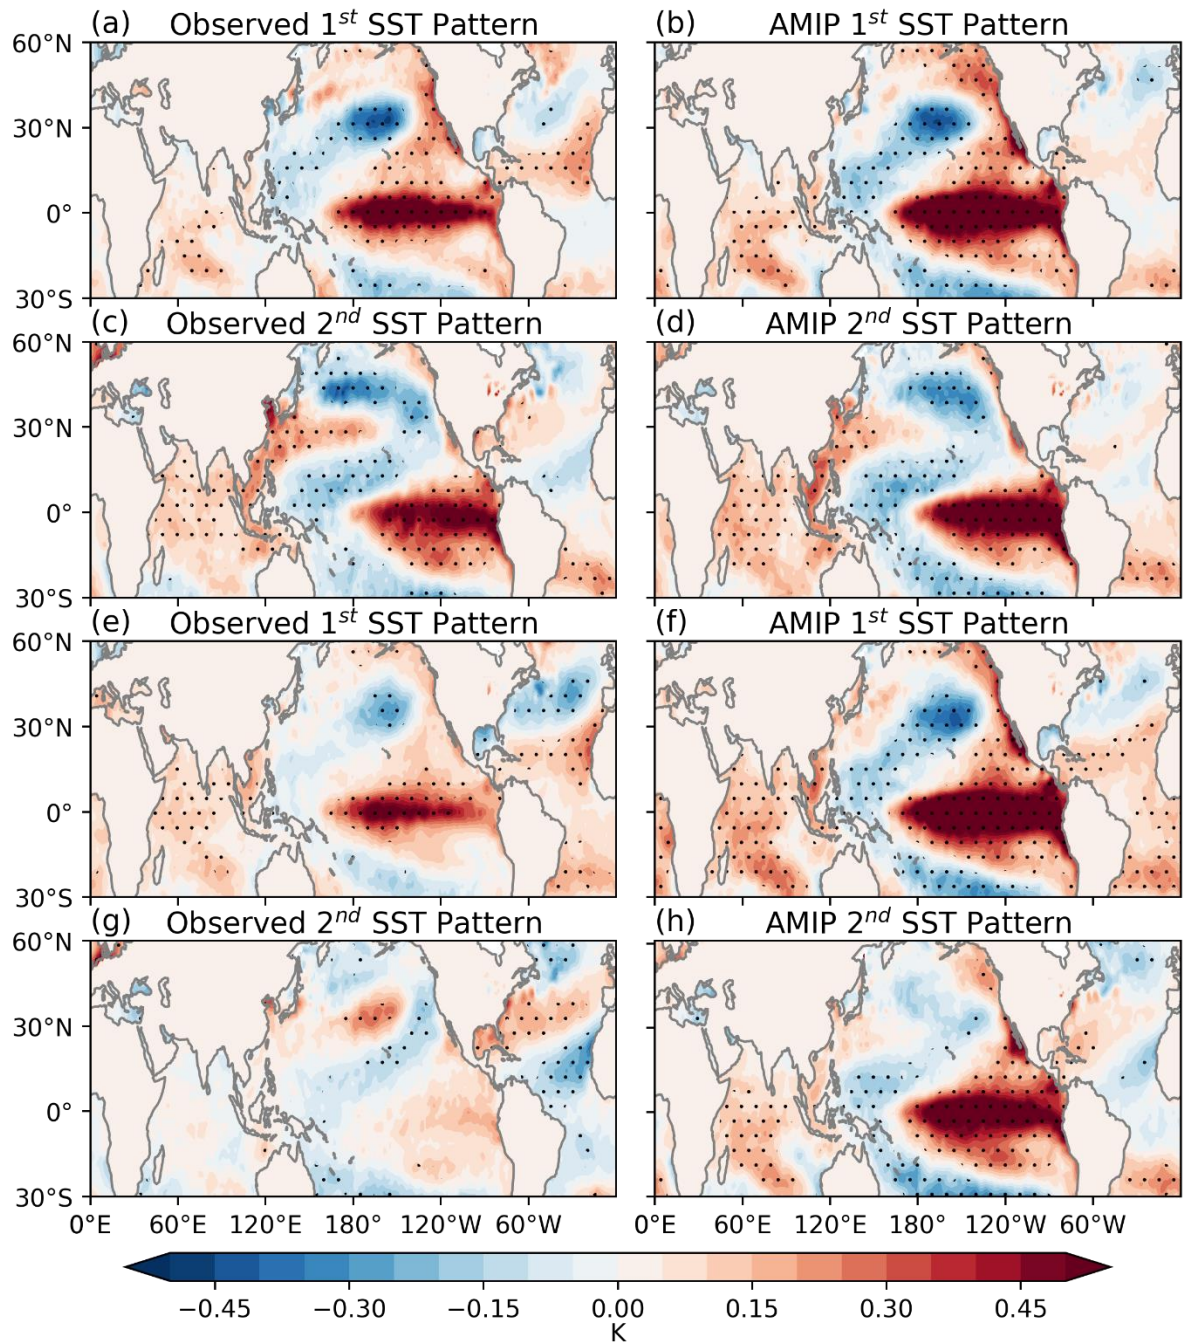 (a) Observed 1st SST Pattern
(b) AMIP 1st SST Pattern
60°N
30°N
0°
30°S
(c) Observed 2nd SST Pattern
(d) AMIP 2nd SST Pattern
60°N
30°N
0°
30°S
(e) Observed 1st SST Pattern
(f) AMIP 1st SST Pattern
60°N
30°N
0°
30°S
(g) Observed 2nd SST Pattern
(h) AMIP 2nd SST Pattern
60°N
30°N
0°
30°S
0°E 60°E 120°E 180° 120°W 60°W
0°E 60°E 120°E 180° 120°W 60°W
−0.45 −0.30 −0.15 0.00 0.15 0.30 0.45
K